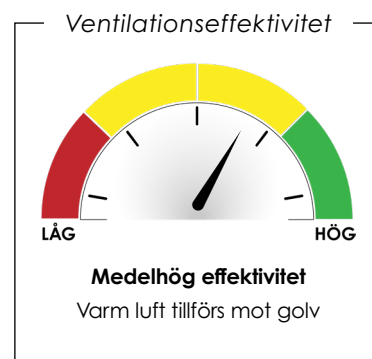 Ventilationseffektivitet
LÅG
HÖG
Medelhög effektivitet
Varm luft tillförs mot golv